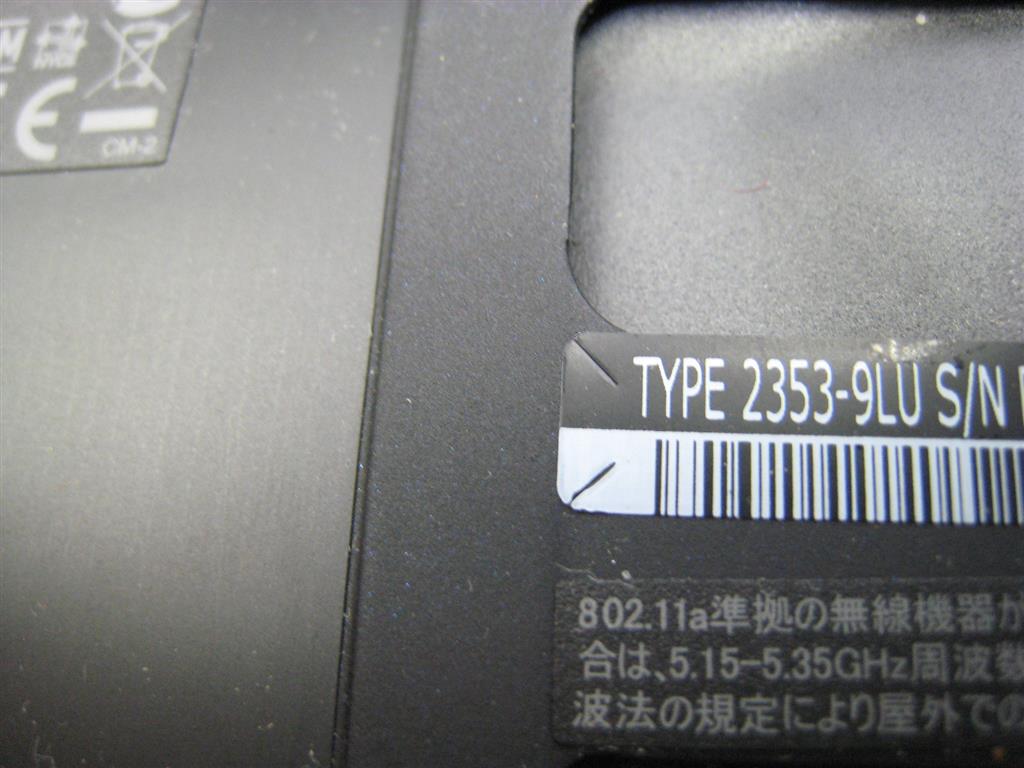 CE
CM-2
TYPE 2353-9LU S/N
802.11a準拠の無線機器が
合は、5.15-5.35GHz周波数
波法の規定により屋外での